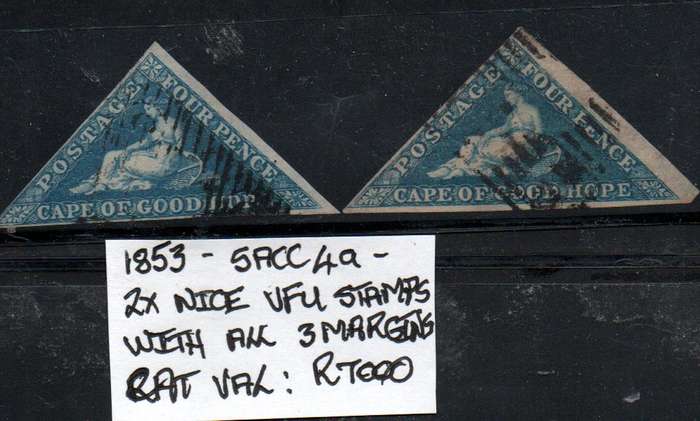 POSTAGE
FOUR PENCE
CAPE OF GOOD HOPE
POSTAGE
FOUR PENCE
CAPE OF GOOD HOPE
1853 - SACC 4a -
2x NICE VFU STAMPS
WITH ALL 3 MARGINS
CAT VAL: R7000